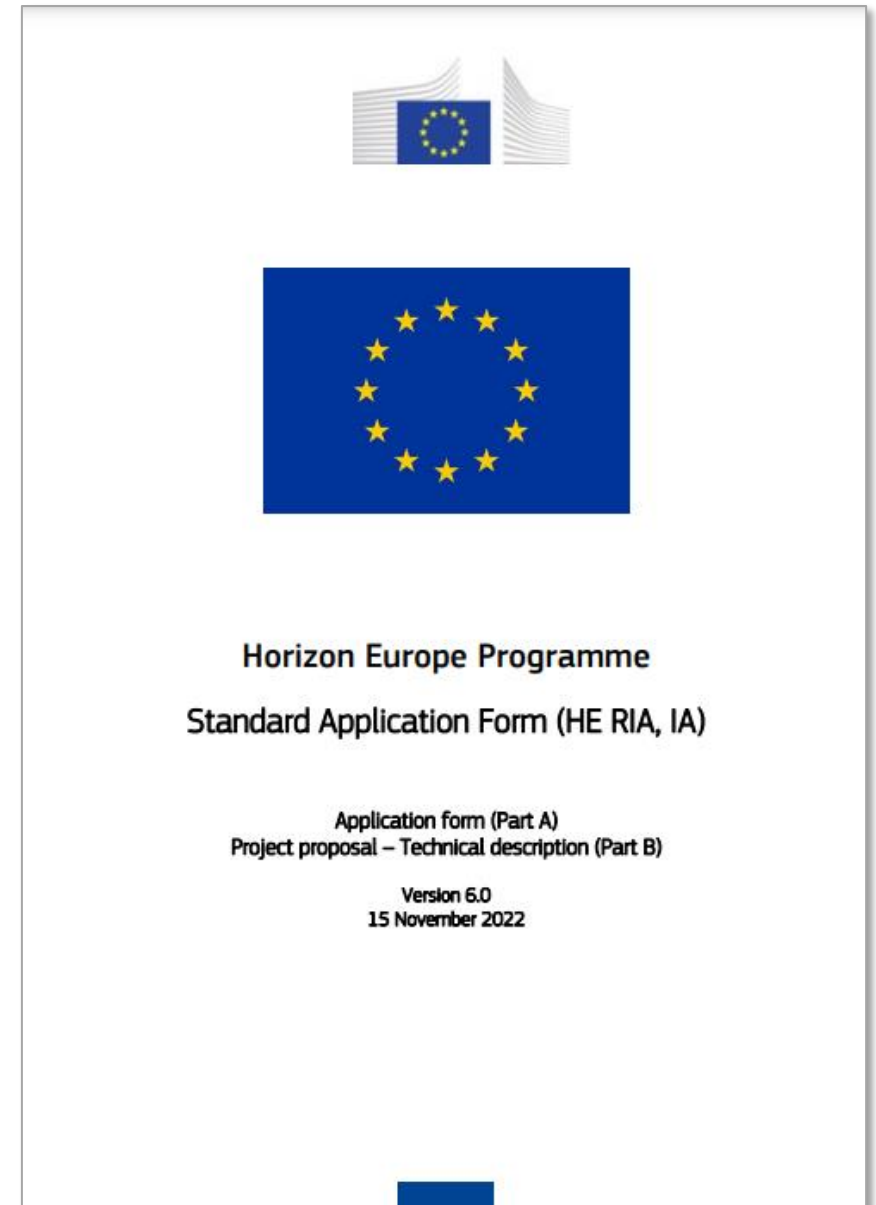 Horizon Europe Programme
Standard Application Form (HE RIA, IA)
Application form (Part A)
Project proposal – Technical description (Part B)
Version 6.0
15 November 2022